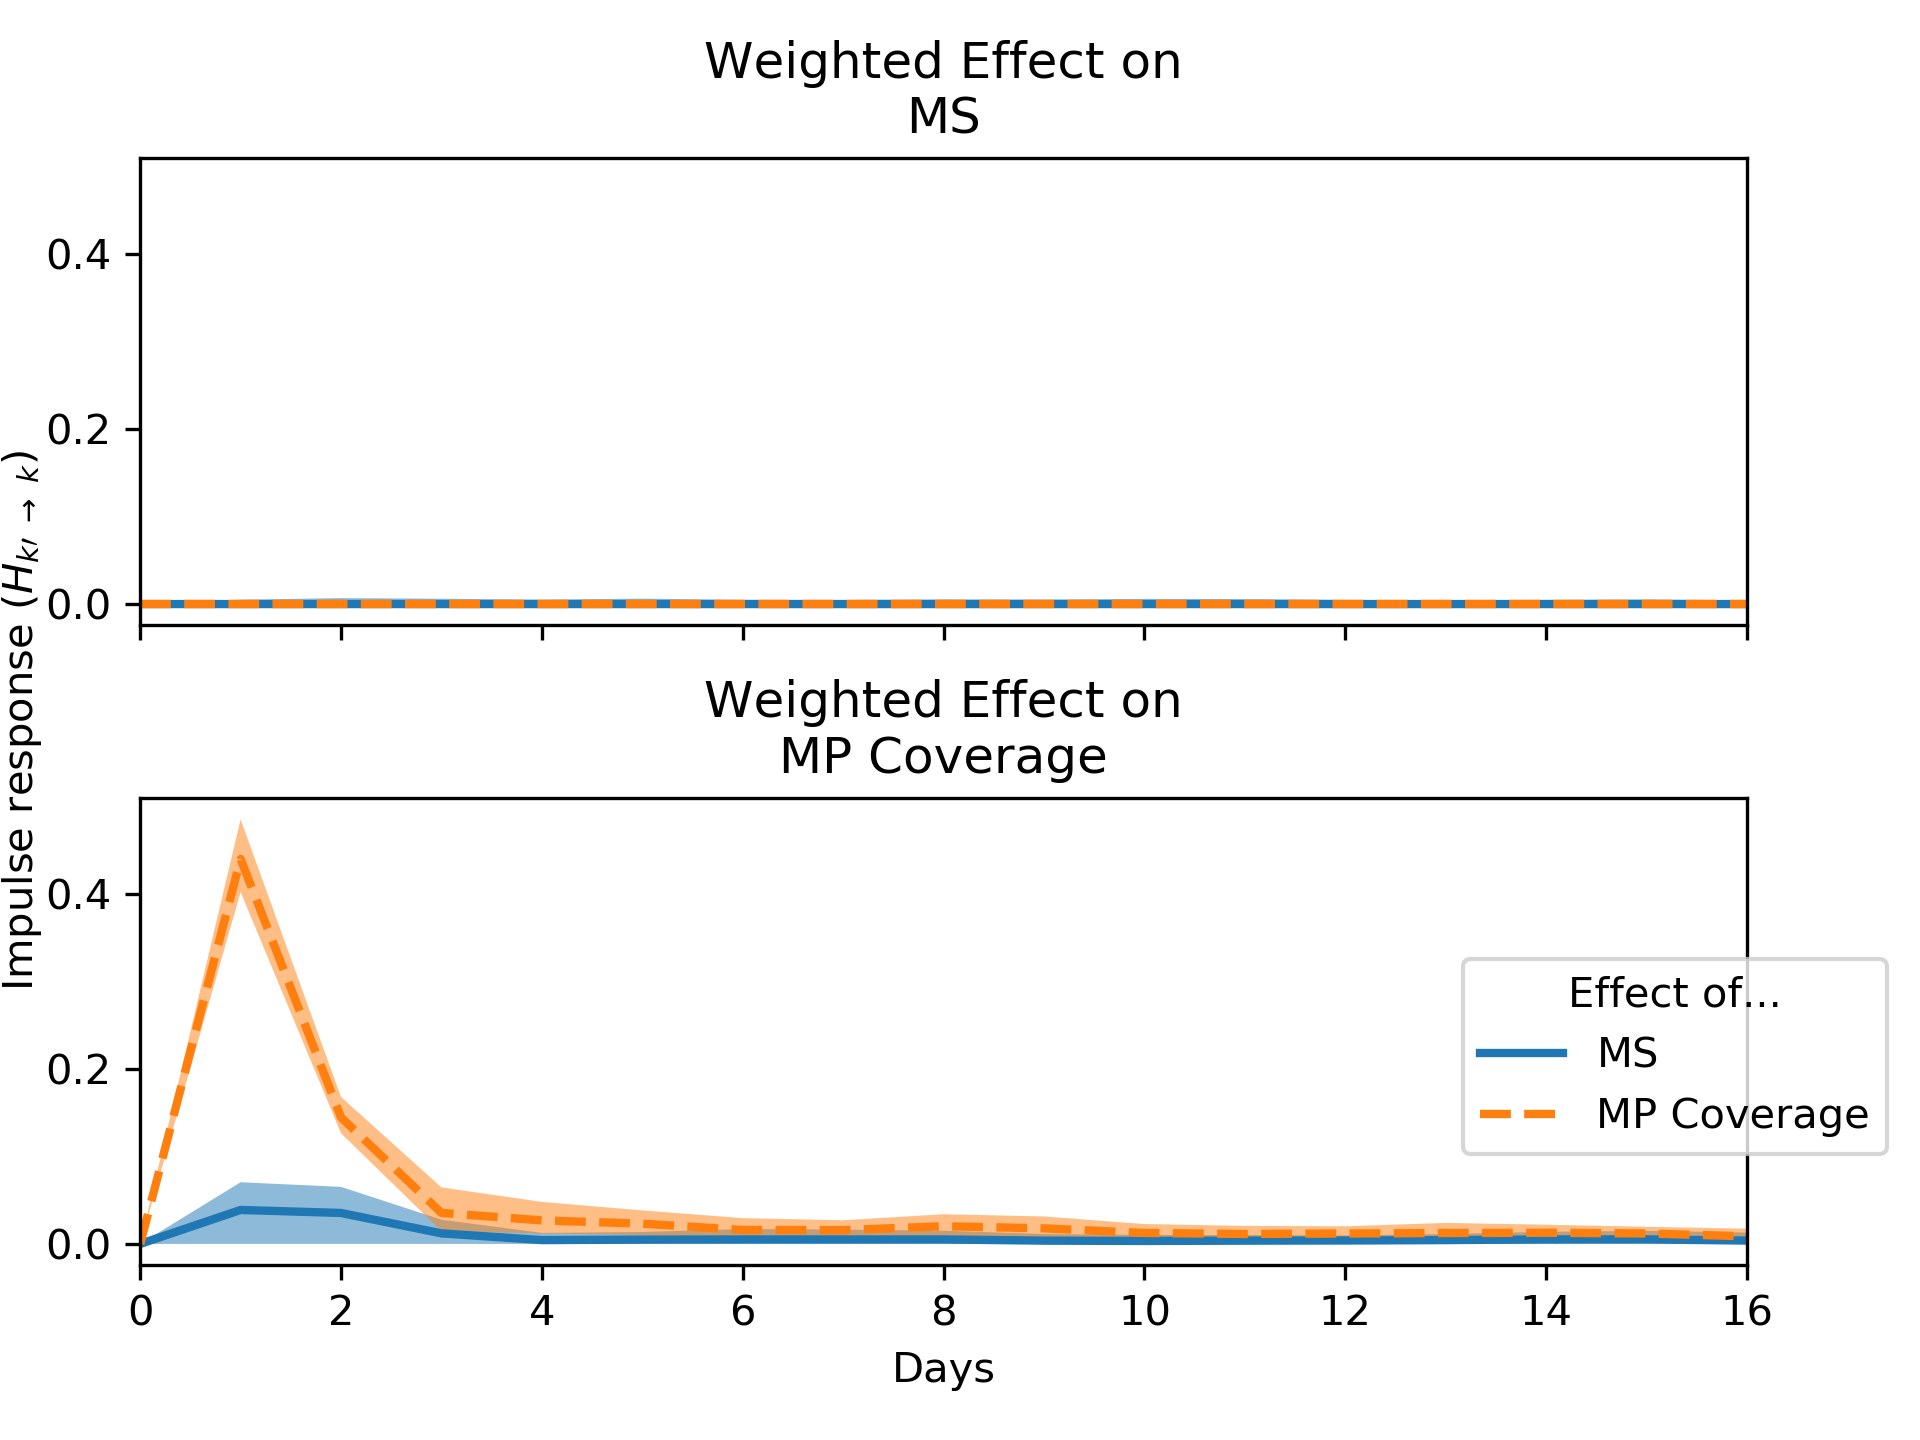 Weighted Effect on
MS
0.4
0.2
0.0
Impulse response (H_{k′ → k})
Weighted Effect on
MP Coverage
0.4
0.2
0.0
Effect of...
MS
MP Coverage
0 2 4 6 8 10 12 14 16
Days